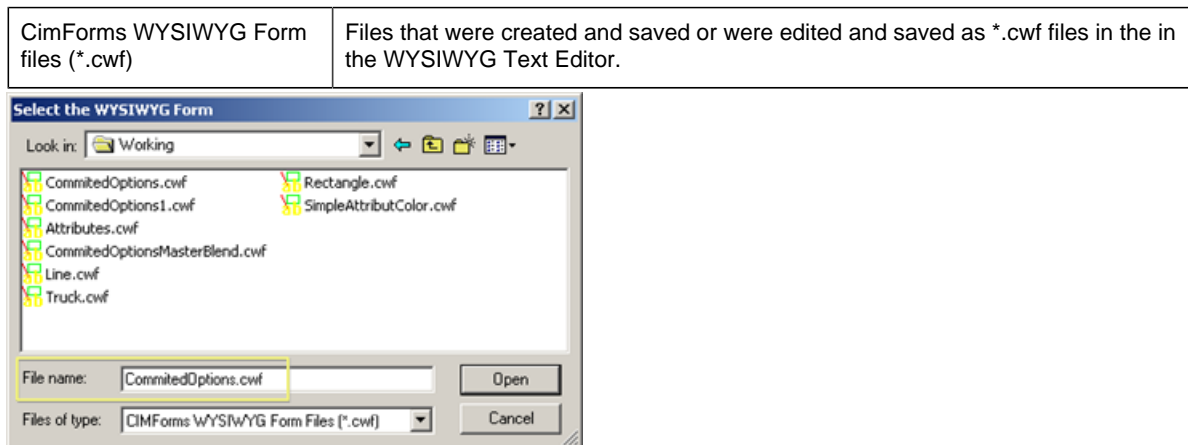 CimForms WYSIWYG Form
files (*.cwf)
Files that were created and saved or were edited and saved as *.cwf files in the in
the WYSIWYG Text Editor.
Select the WYSIWYG Form
Look in: Working
CommitedOptions.cwf
CommitedOptions1.cwf
Attributes.cwf
CommitedOptionsMasterBlend.cwf
Line.cwf
Truck.cwf
Rectangle.cwf
SimpleAttributColor.cwf
File name: CommitedOptions.cwf
Open
Files of type: CIMForms WYSIWYG Form Files (*.cwf)
Cancel